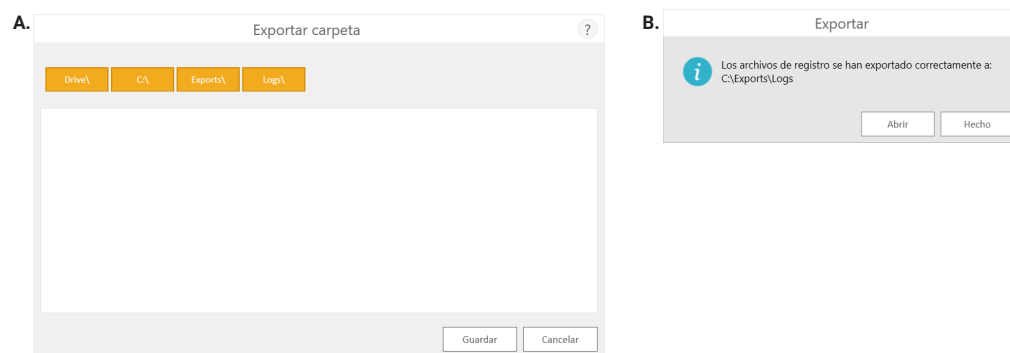 A.
Exportar carpeta
?
Drive\ C:\ Exports\ Logs\
Guardar Cancelar
B.
Exportar
i
Los archivos de registro se han exportado correctamente a:
C:\Exports\Logs
Abrir Hecho